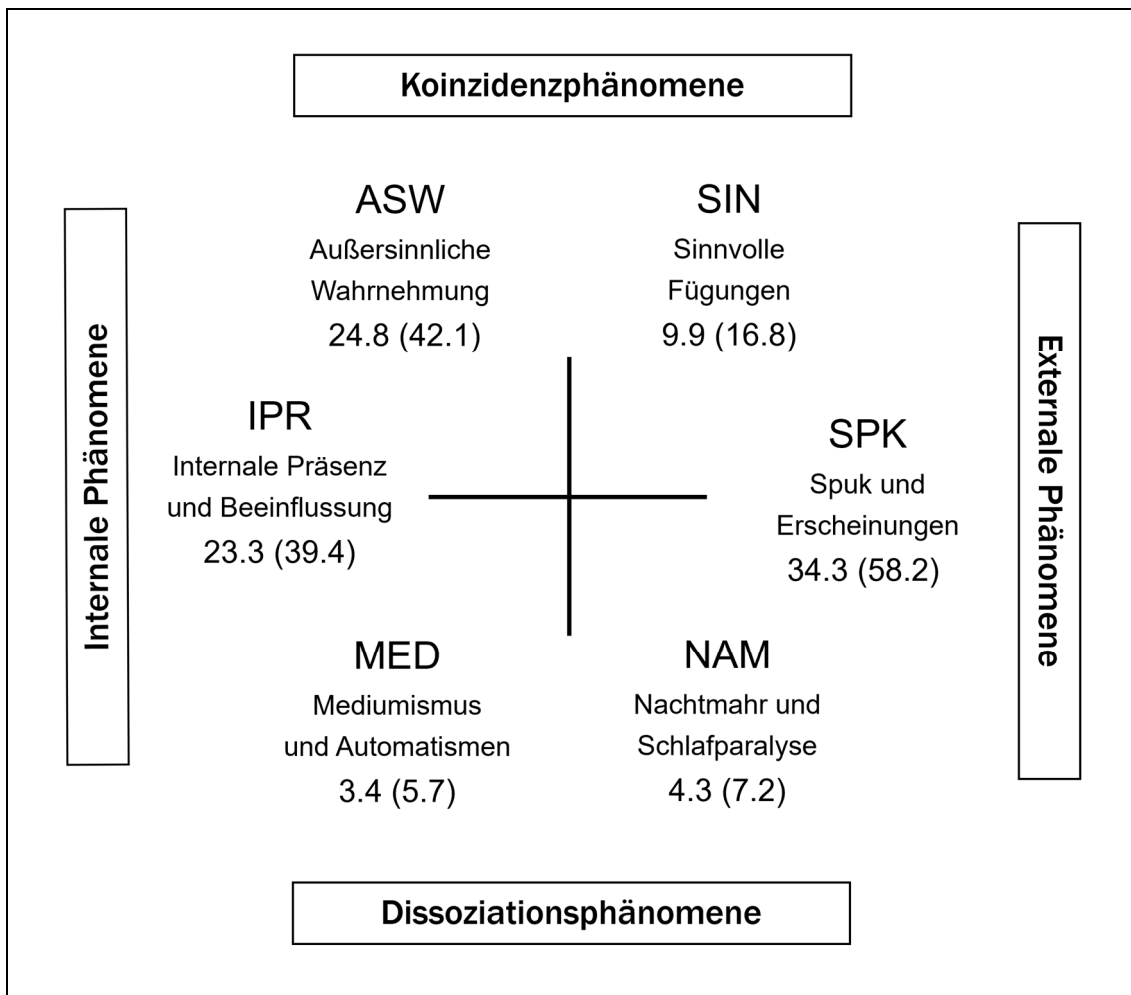 Koinzidenzphänomene
ASW
Außersinnliche
Wahrnehmung
24.8 (42.1)
SIN
Sinnvolle
Fügungen
9.9 (16.8)
Internale Phänomene
IPR
Internale Präsenz
und Beeinflussung
23.3 (39.4)
SPK
Spuk und
Erscheinungen
34.3 (58.2)
Externale Phänomene
MED
Mediumismus
und Automatismen
3.4 (5.7)
NAM
Nachtmahr und
Schlafparalyse
4.3 (7.2)
Dissoziationsphänomene